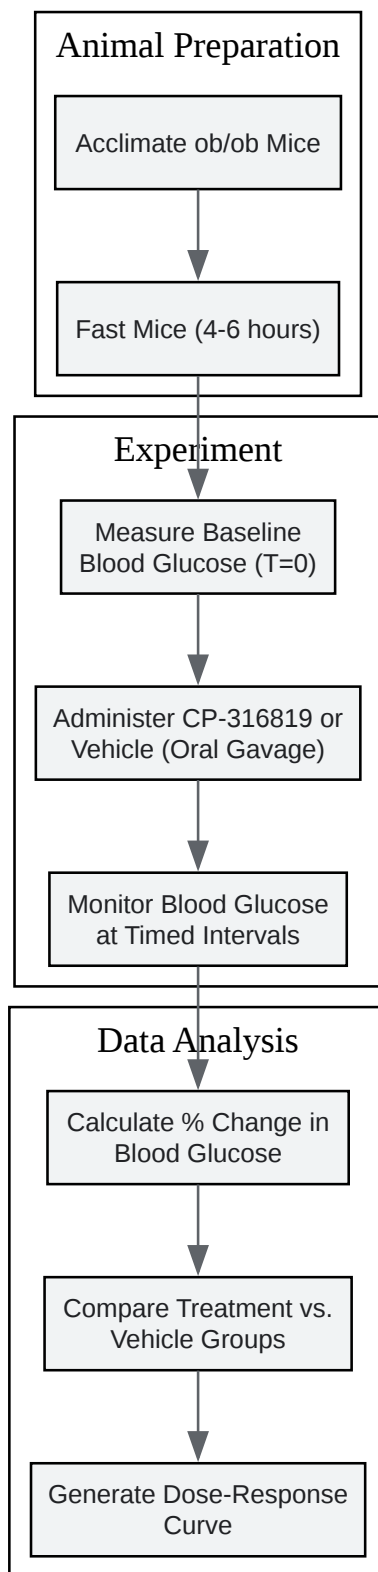 Animal Preparation
Acclimate ob/ob Mice
Fast Mice (4-6 hours)
Experiment
Measure Baseline
Blood Glucose (T=0)
Administer CP-316819 or
Vehicle (Oral Gavage)
Monitor Blood Glucose
at Timed Intervals
Data Analysis
Calculate % Change in
Blood Glucose
Compare Treatment vs.
Vehicle Groups
Generate Dose-Response
Curve